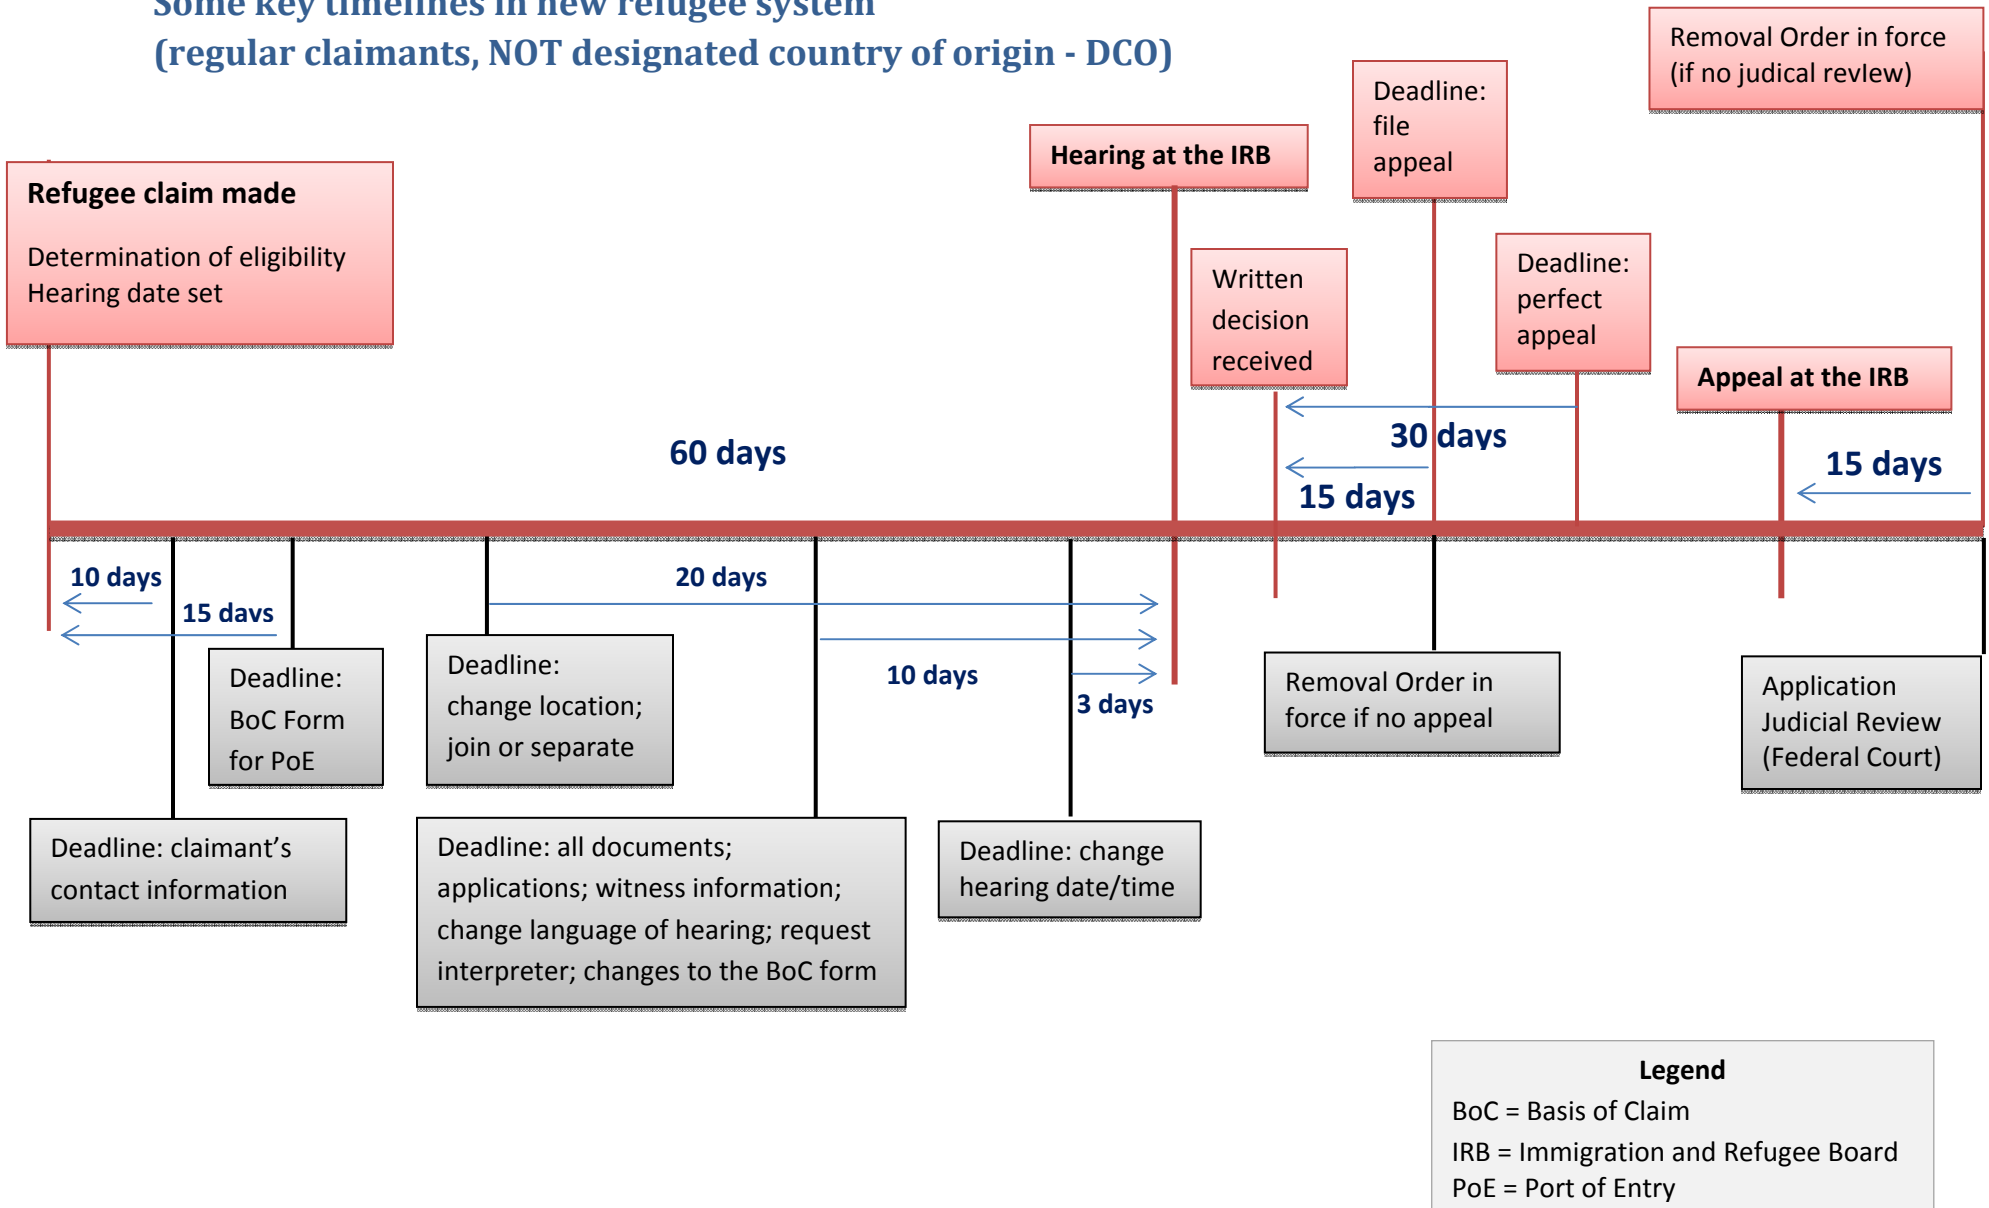 Some key timelines in new refugee system
(regular claimants, NOT designated country of origin - DCO)
Removal Order in force
(if no judical revIew)
Deadline:
file
appeal
Hearing at the IRB
Refugee claim made
Determination of eligibility
Hearing date set
Written
decision
received
Deadline:
perfect
appeal
Appeal at the IRB
60 days
30 days
15 days
15 days
10 days
15 days
20 days
10 days
3 days
Deadline:
BoC Form
for PoE
Deadline:
change location;
join or separate
Removal Order in
force if no appeal
Application
Judicial Review
(Federal Court)
Deadline: claimant’s
contact information
Deadline: all documents;
applications; witness information;
change language of hearing; request
interpreter; changes to the BoC form
Deadline: change
hearing date/time
Legend
BoC = Basis of Claim
IRB = Immigration and Refugee Board
PoE = Port of Entry